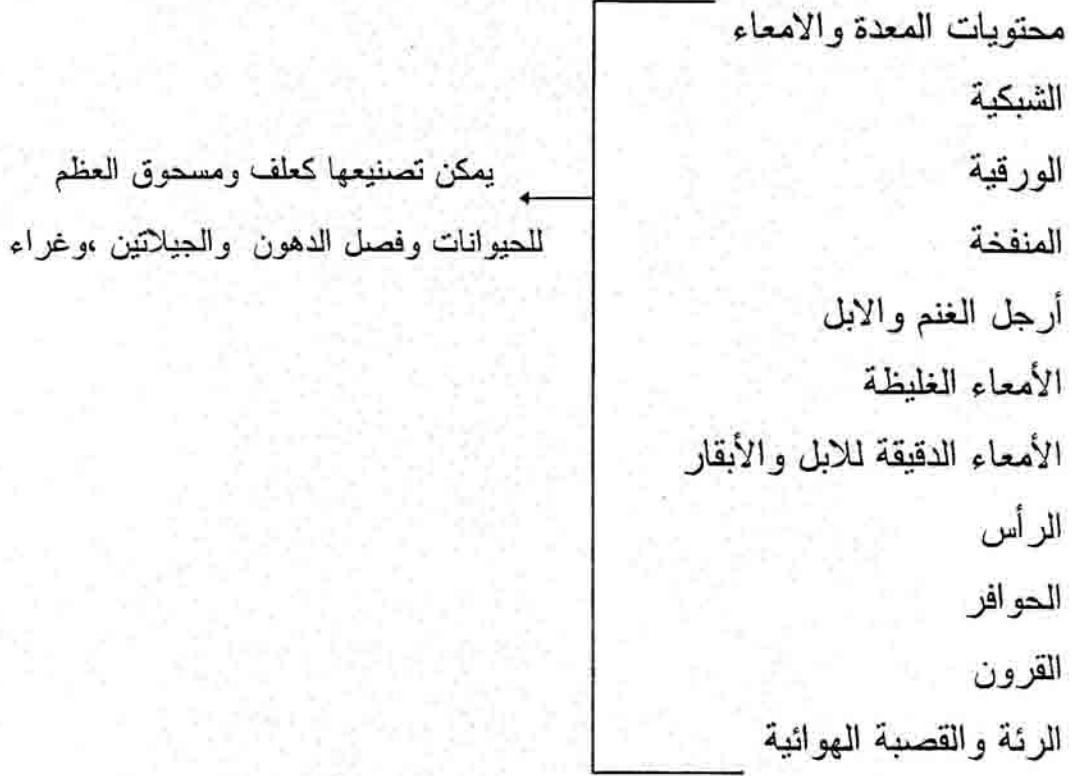 محتويات المعدة والامعاء
الشبكية
الورقية
المنفخة
أرجل الغنم والابل
الأمعاء الغليظة
الأمعاء الدقيقة للابل والأبقار
الرأس
الحوافر
القرون
الرئة والقصبة الهوائية
يمكن تصنيعها كعلف ومسحوق العظم
للحيوانات وفصل الدهون والجيلاتين ،وغراء